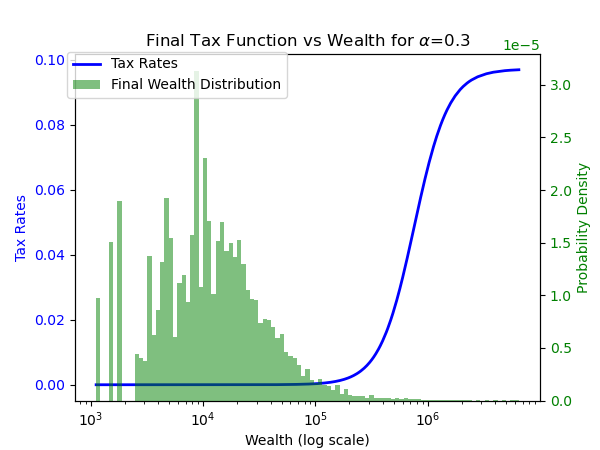 Final Tax Function vs Wealth for α=0.3
1e−5
Tax Rates
Final Wealth Distribution
0.10
0.08
0.06
0.04
0.02
0.00
Tax Rates
3.0
2.5
2.0
1.5
1.0
0.5
0.0
Probability Density
10³
10⁴
10⁵
10⁶
Wealth (log scale)